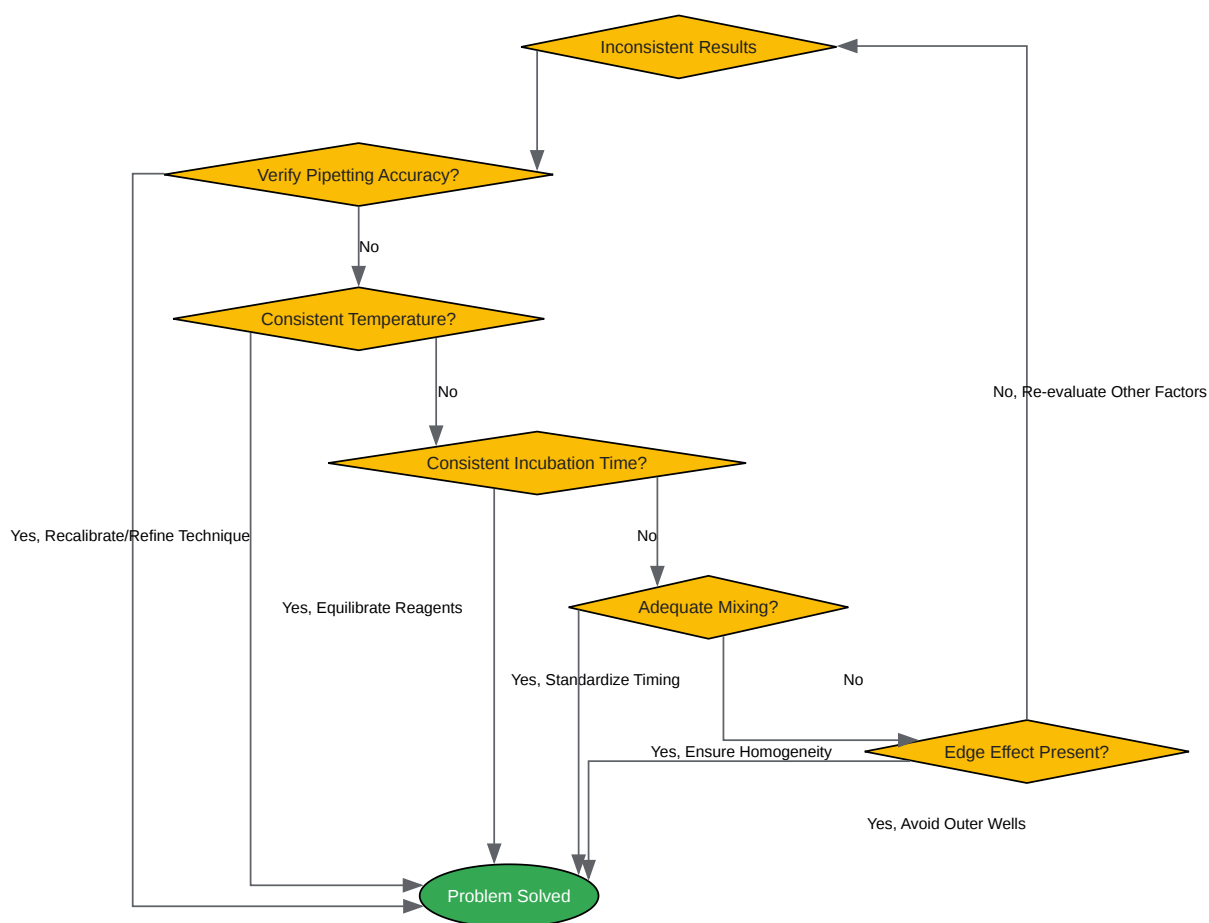 Inconsistent Results
Verify Pipetting Accuracy?
No
Consistent Temperature?
No, Re-evaluate Other Factors
No
Consistent Incubation Time?
Yes, Recalibrate/Refine Technique
No
Yes, Equilibrate Reagents
Adequate Mixing?
Yes, Standardize Timing
No
Yes, Ensure Homogeneity
Edge Effect Present?
Yes, Avoid Outer Wells
Problem Solved